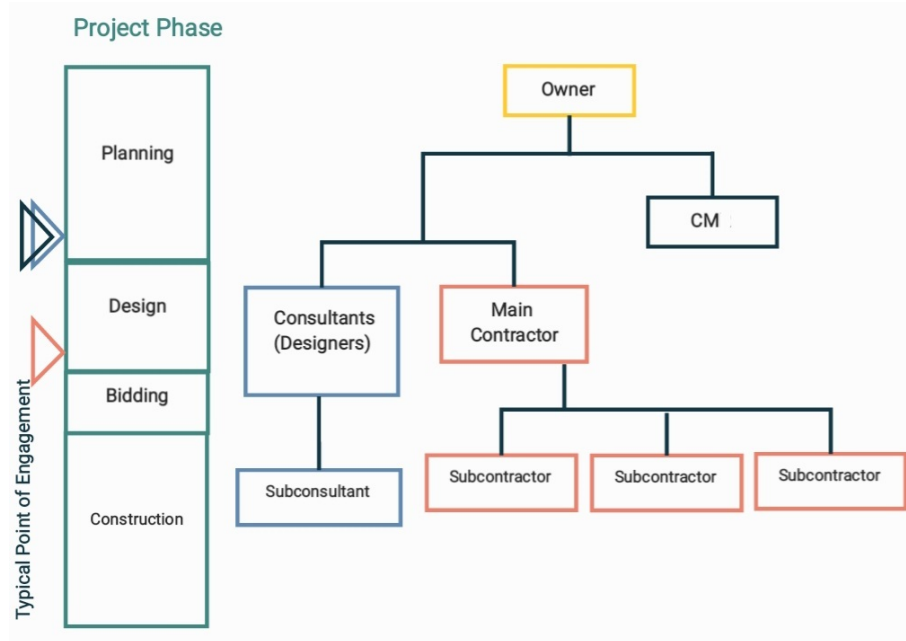 Project Phase
Planning
Design
Bidding
Construction
Typical Point of Engagement
Owner
CM
Consultants
(Designers)
Main
Contractor
Subconsultant
Subcontractor
Subcontractor
Subcontractor